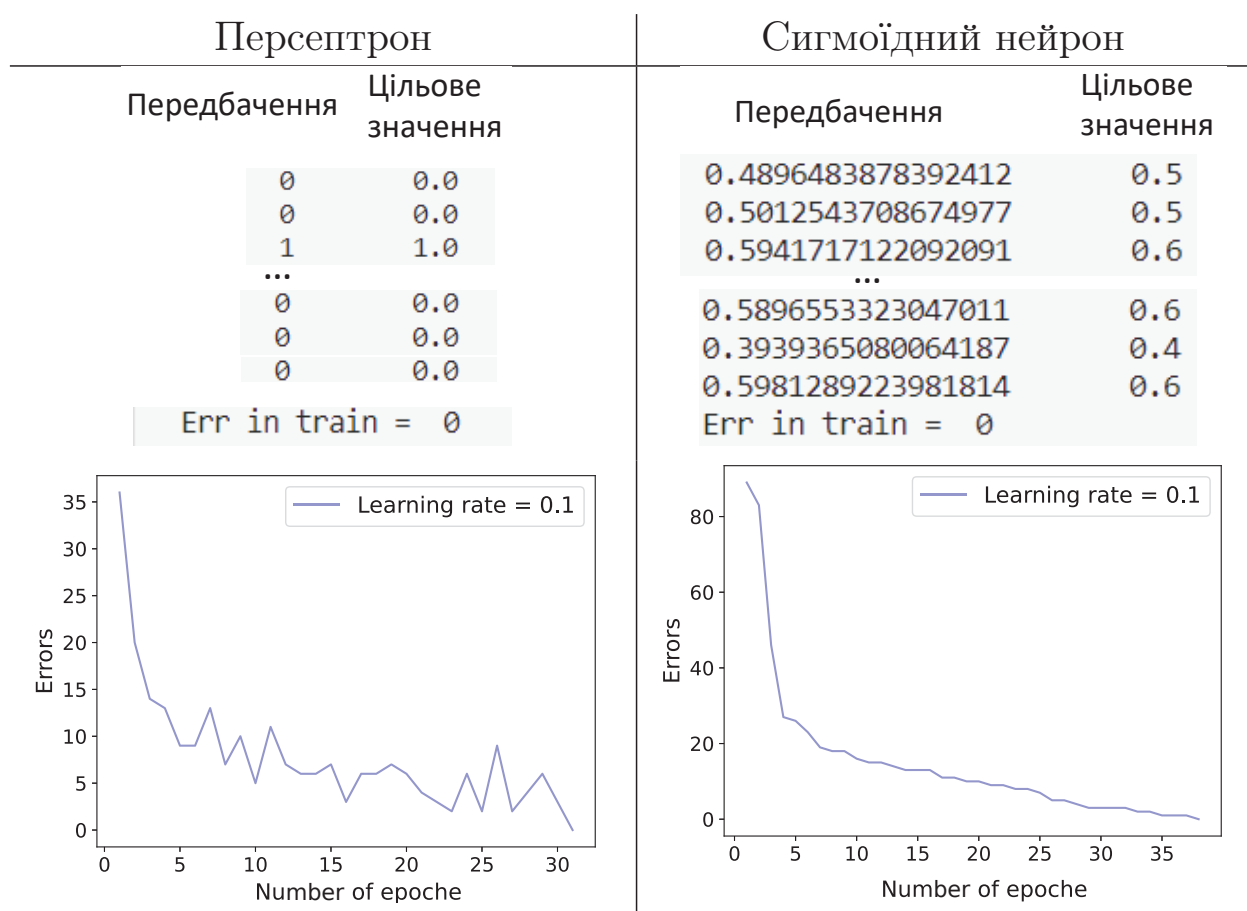 Персептрон
Передбачення
Цільове
значення
0 0.0
0 0.0
1 1.0
...
0 0.0
0 0.0
0 0.0
Err in train = 0
Learning rate = 0.1
35
30
25
20
15
10
5
0
Errors
0 5 10 15 20 25 30
Number of epoche
Сигмоїдний нейрон
Передбачення
Цільове
значення
0.4896483878392412 0.5
0.5012543708674977 0.5
0.5941717122092091 0.6
...
0.5896553323047011 0.6
0.3939365080064187 0.4
0.5981289223981814 0.6
Err in train = 0
Learning rate = 0.1
80
60
40
20
0
Errors
0 5 10 15 20 25 30 35
Number of epoche